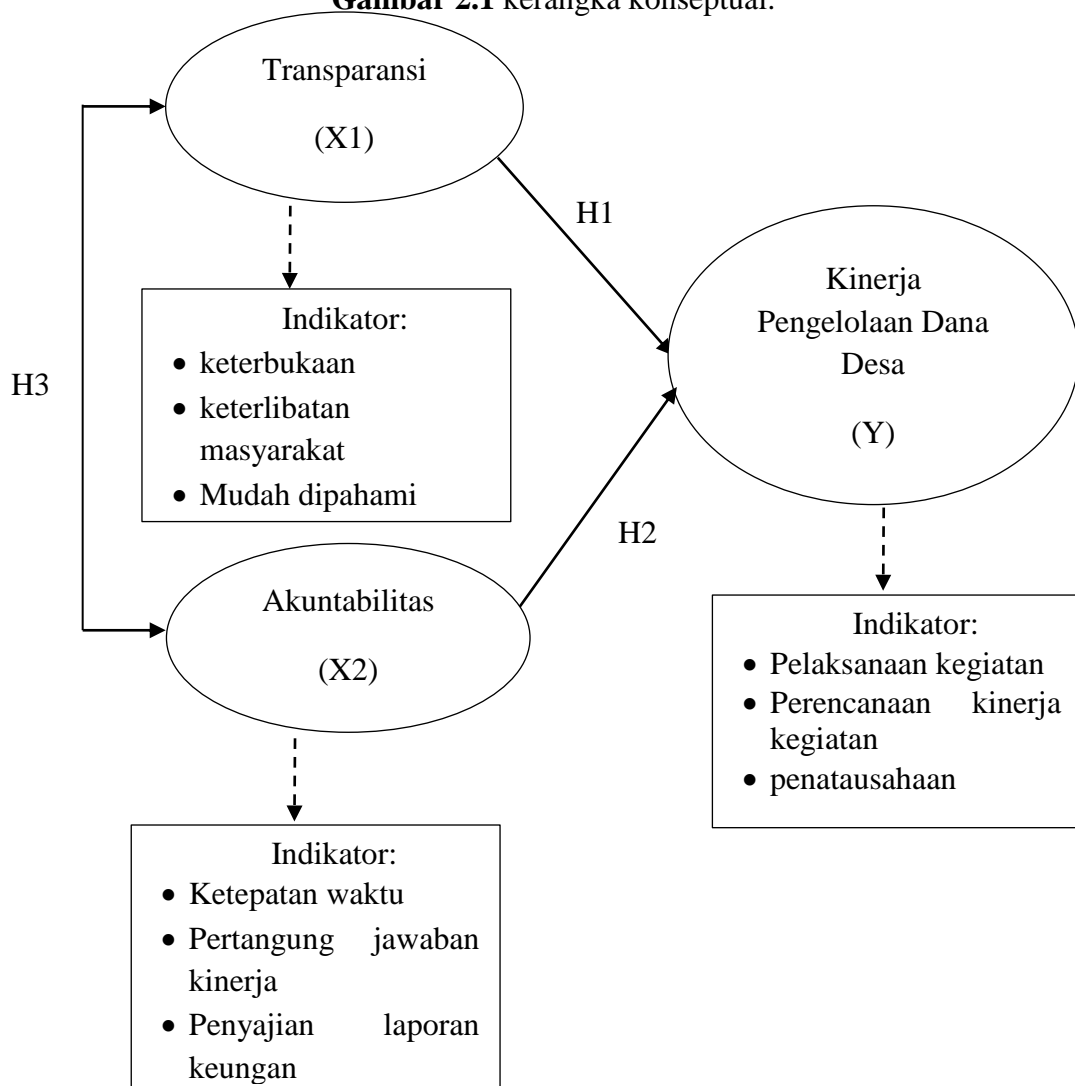 Gambar 2.1 kerangka konseptual.
Transparansi
(X1)
H1
Kinerja
Pengelolaan Dana
Desa
(Y)
Indikator:
• keterbukaan
• keterlibatan
masyarakat
• Mudah dipahami
H3
H2
Akuntabilitas
(X2)
Indikator:
• Pelaksanaan kegiatan
• Perencanaan kinerja
kegiatan
• penatausahaan
Indikator:
• Ketepatan waktu
• Pertangung jawaban
kinerja
• Penyajian laporan
keungan